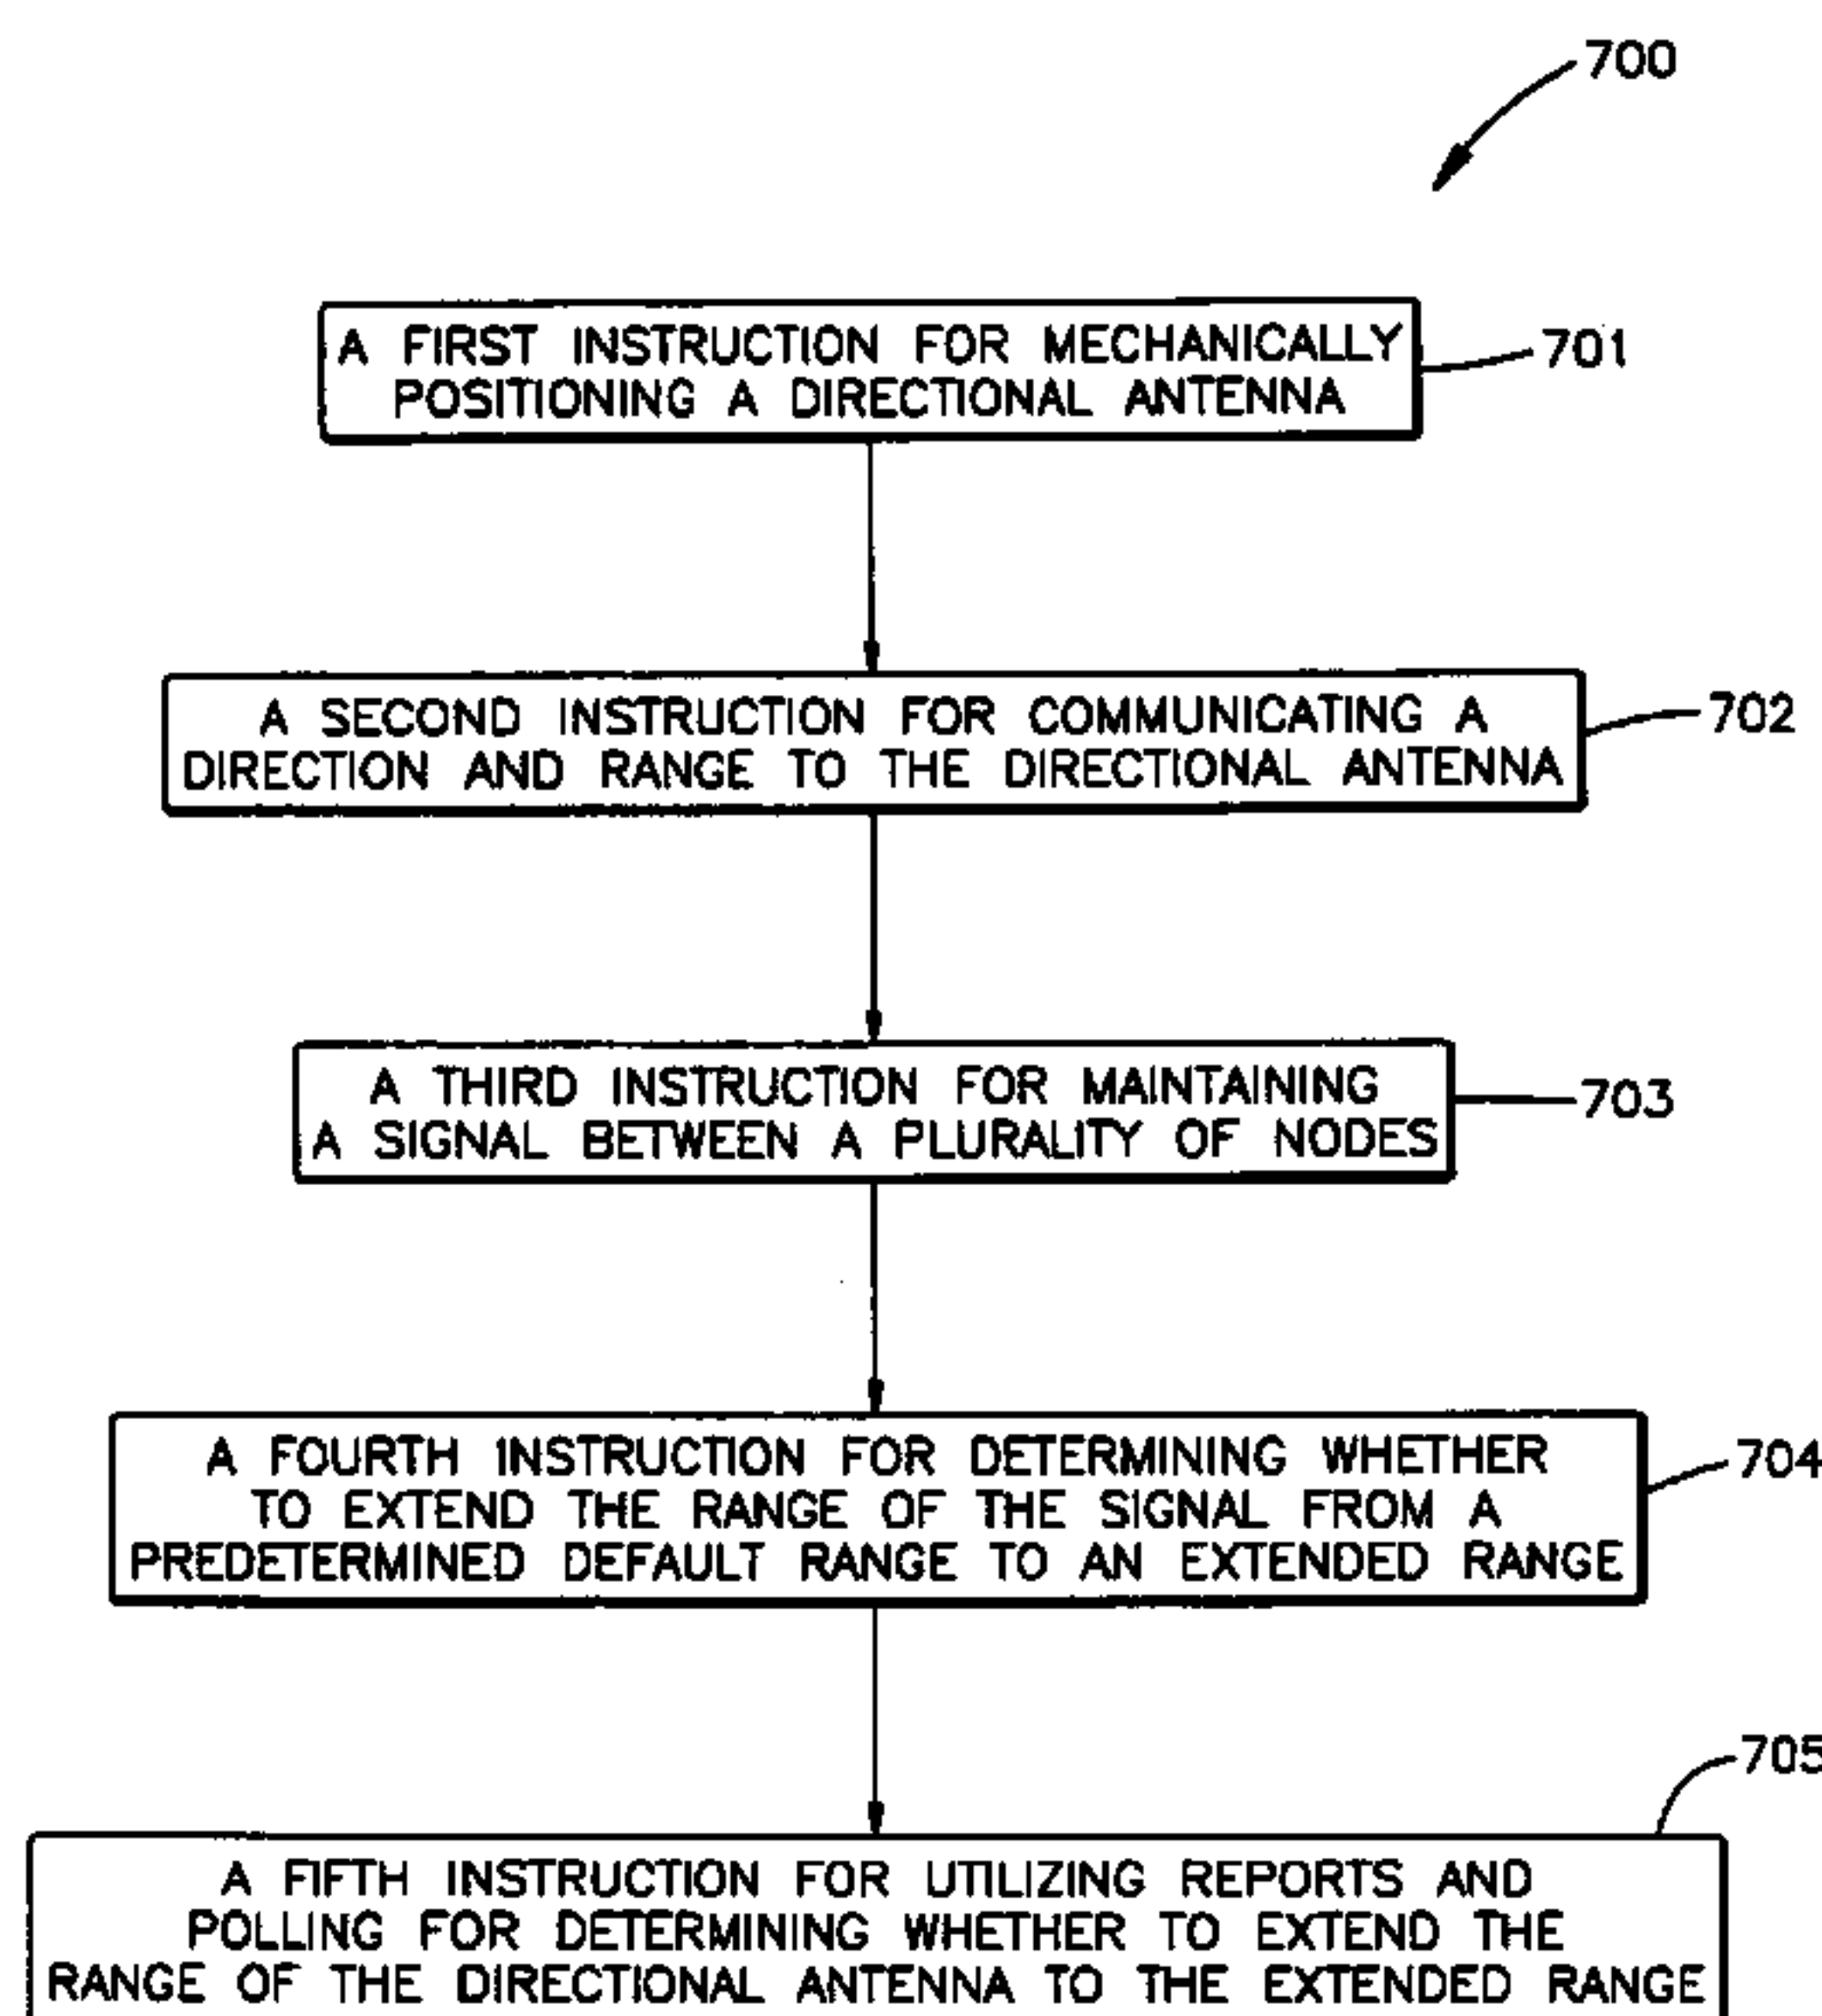 700
A FIRST INSTRUCTION FOR MECHANICALLY
POSITIONING A DIRECTIONAL ANTENNA
701
A SECOND INSTRUCTION FOR COMMUNICATING A
DIRECTION AND RANGE TO THE DIRECTIONAL ANTENNA
702
A THIRD INSTRUCTION FOR MAINTAINING
A SIGNAL BETWEEN A PLURALITY OF NODES
703
A FOURTH INSTRUCTION FOR DETERMINING WHETHER
TO EXTEND THE RANGE OF THE SIGNAL FROM A
PREDETERMINED DEFAULT RANGE TO AN EXTENDED RANGE
704
705
A FIFTH INSTRUCTION FOR UTILIZING REPORTS AND
POLLING FOR DETERMINING WHETHER TO EXTEND THE
RANGE OF THE DIRECTIONAL ANTENNA TO THE EXTENDED RANGE